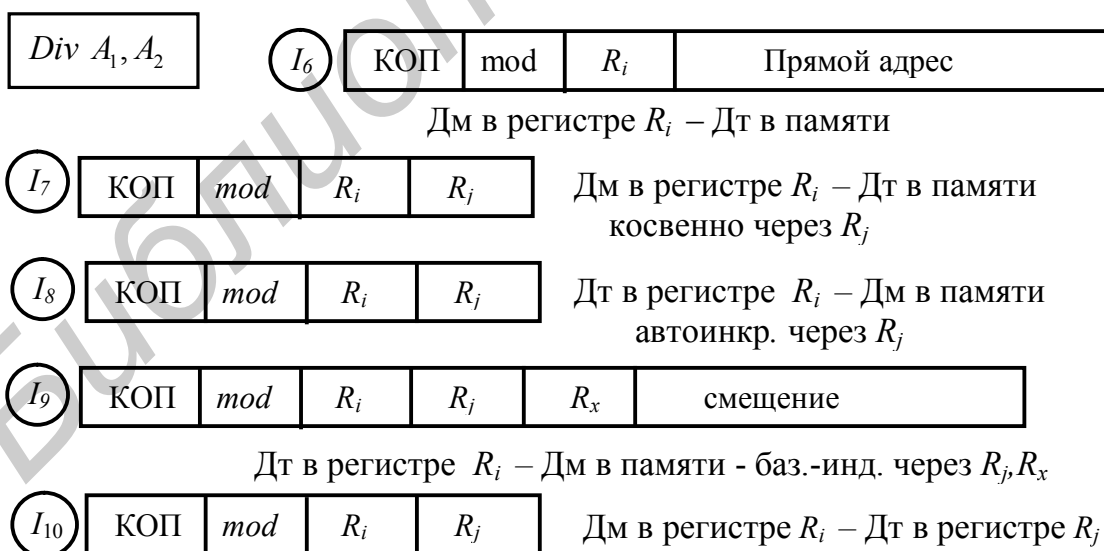 Div A₁, A₂
I₆ КОП mod Rᵢ Прямой адрес
Дм в регистре Rᵢ – Дт в памяти
I₇ КОП mod Rᵢ Rⱼ Дм в регистре Rᵢ – Дт в памяти
косвенно через Rⱼ
I₈ КОП mod Rᵢ Rⱼ Дт в регистре Rᵢ – Дм в памяти
автоинкр. через Rⱼ
I₉ КОП mod Rᵢ Rⱼ Rₓ смещение
Дт в регистре Rᵢ – Дм в памяти - баз.-инд. через Rⱼ,Rₓ
I₁₀ КОП mod Rᵢ Rⱼ Дм в регистре Rᵢ – Дт в регистре Rⱼ
Библио